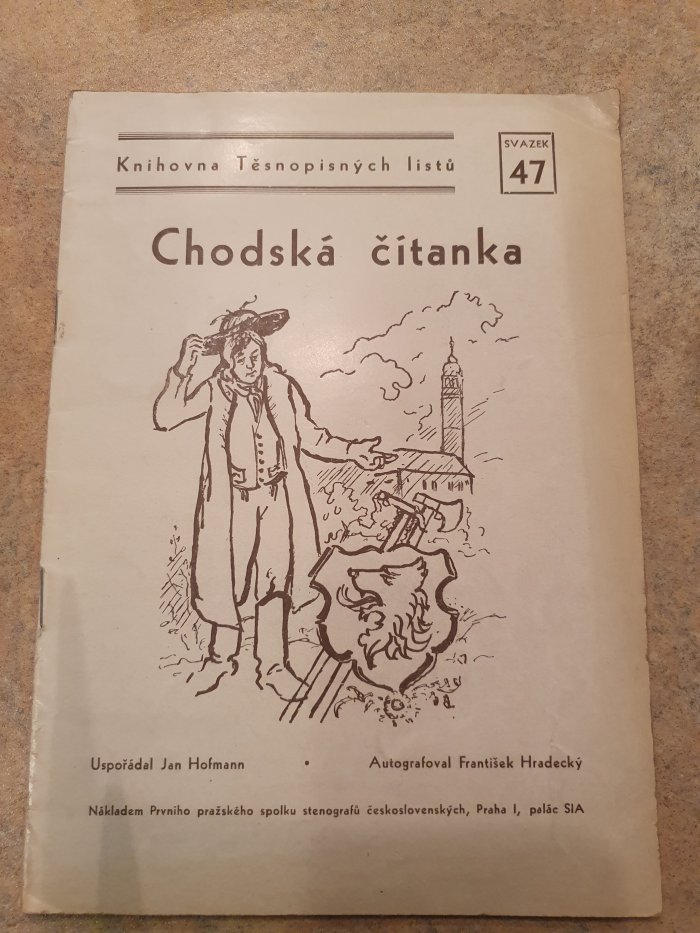 Knihovna Těsnopisných listů
SVAZEK
47
Chodská čítanka
Uspořádal Jan Hofmann • Autografoval František Hradecký
Nákladem Prvního pražského spolku stenografů československých, Praha I, palác SIA